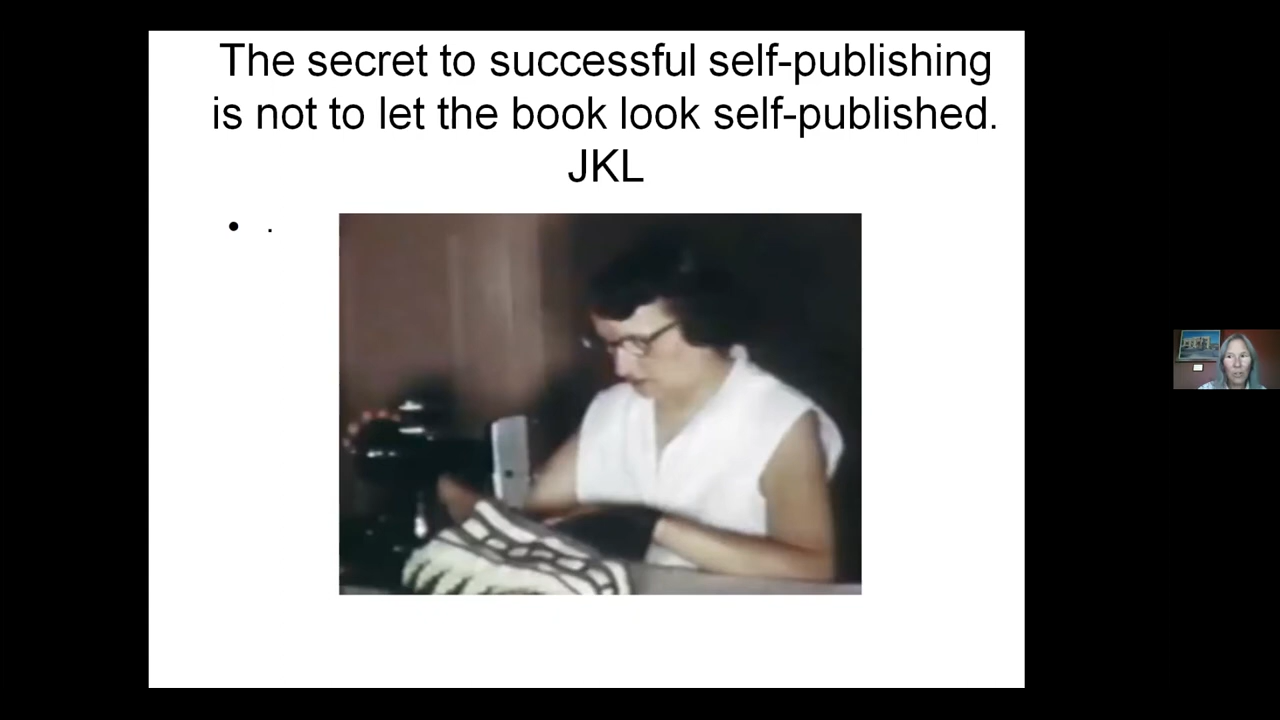 The secret to successful self-publishing
is not to let the book look self-published.
JKL
• .